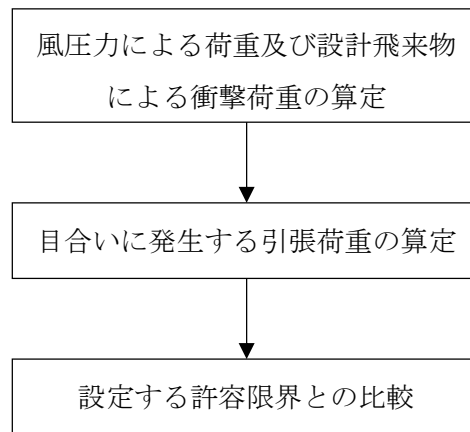 風圧力による荷重及び設計飛来物
による衝撃荷重の算定
目合いに発生する引張荷重の算定
設定する許容限界との比較